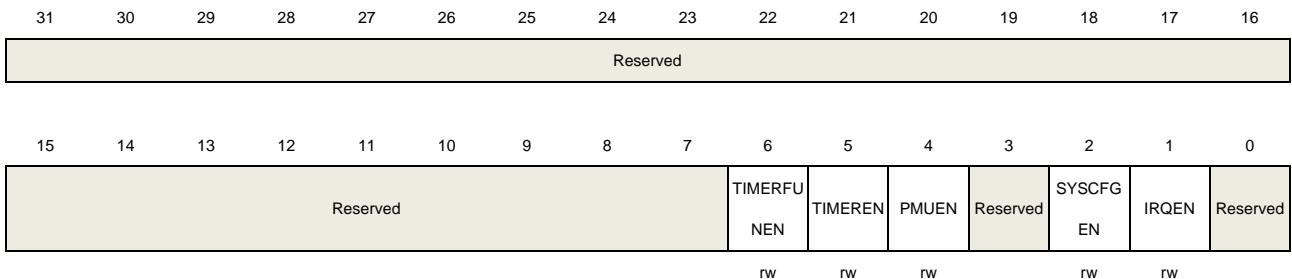 31 30 29 28 27 26 25 24 23 22 21 20 19 18 17 16
Reserved
15 14 13 12 11 10 9 8 7 6 5 4 3 2 1 0
Reserved TIMERFU NEN TIMEREN PMUEN Reserved SYSCFG EN IRQEN Reserved
rw rw rw rw rw